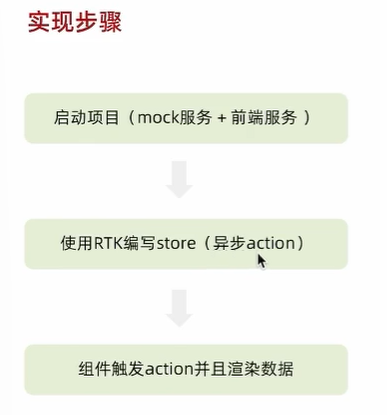 实现步骤
启动项目（mock服务 + 前端服务 ）
使用RTK编写store（异步action）
组件触发action并且渲染数据